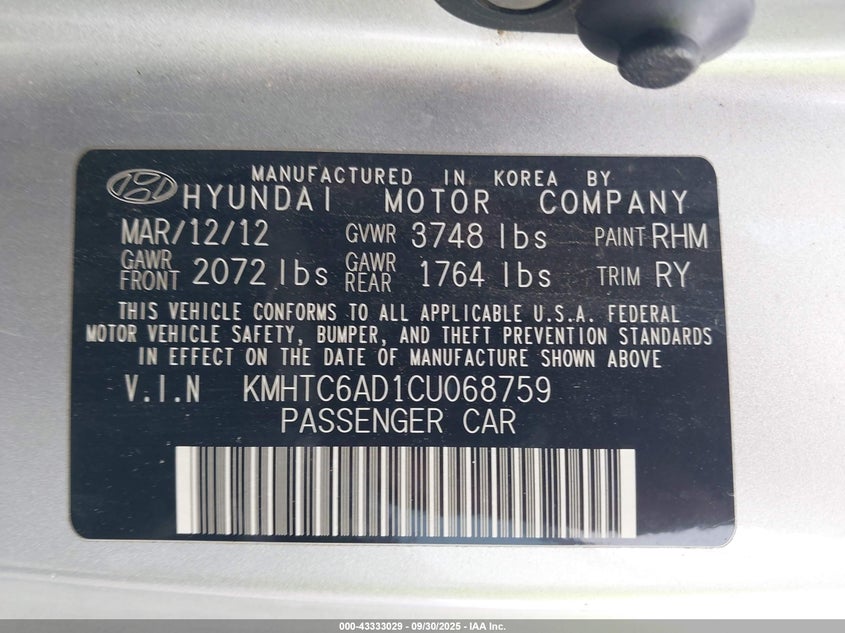 MANUFACTURED IN KOREA BY
HYUNDAI MOTOR COMPANY
MAR/12/12 GVWR 3748 lbs PAINT RHM
GAWR FRONT 2072 lbs GAWR REAR 1764 lbs TRIM RY
THIS VEHICLE CONFORMS TO ALL APPLICABLE U.S.A. FEDERAL
MOTOR VEHICLE SAFETY, BUMPER, AND THEFT PREVENTION STANDARDS
IN EFFECT ON THE DATE OF MANUFACTURE SHOWN ABOVE
V.I.N KMHTC6AD1CU068759
PASSENGER CAR
000-43333029 - 09/30/2025 - IAA Inc.